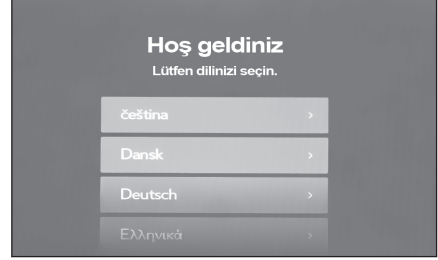 Hoş geldiniz
Lütfen dilinizi seçin.
čeština
Dansk
Deutsch
Ελληνικά